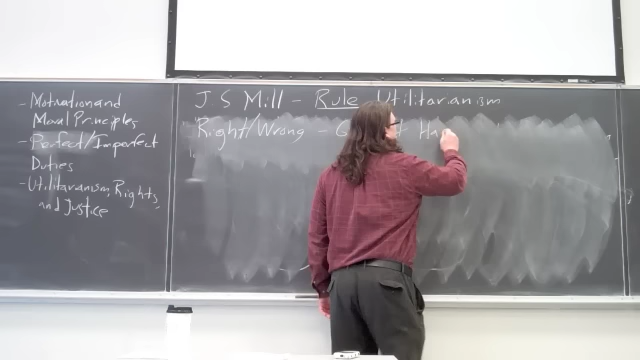 - Motivation and
Moral Principles
- Perfect/Imperfect
Duties
- Utilitarianism, Rights,
and Justice
J S Mill - Rule Utilitarianism
Right/Wrong - G